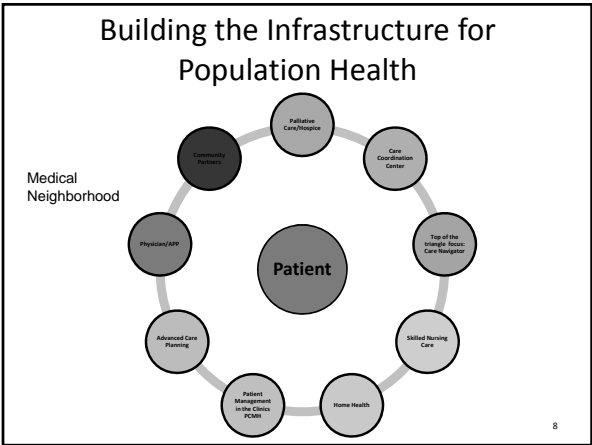 Building the Infrastructure for
Population Health
Medical
Neighborhood
Palliative
Care/Hospice
Care
Coordination
Center
Top of the
triangle focus:
Care Navigator
Skilled Nursing
Care
Home Health
Patient
Management
in the Clinics
PCMH
Advanced Care
Planning
Physician/APP
Community
Partners
Patient
8